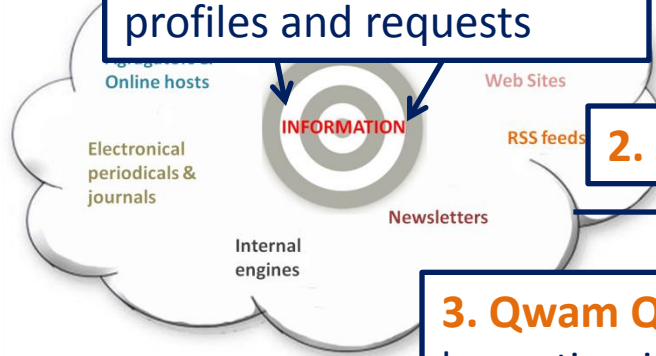 profiles and requests
Online hosts
Web Sites
INFORMATION
RSS feeds
2.
Electronical
periodicals &
journals
Newsletters
Internal
engines
3. Qwam Q